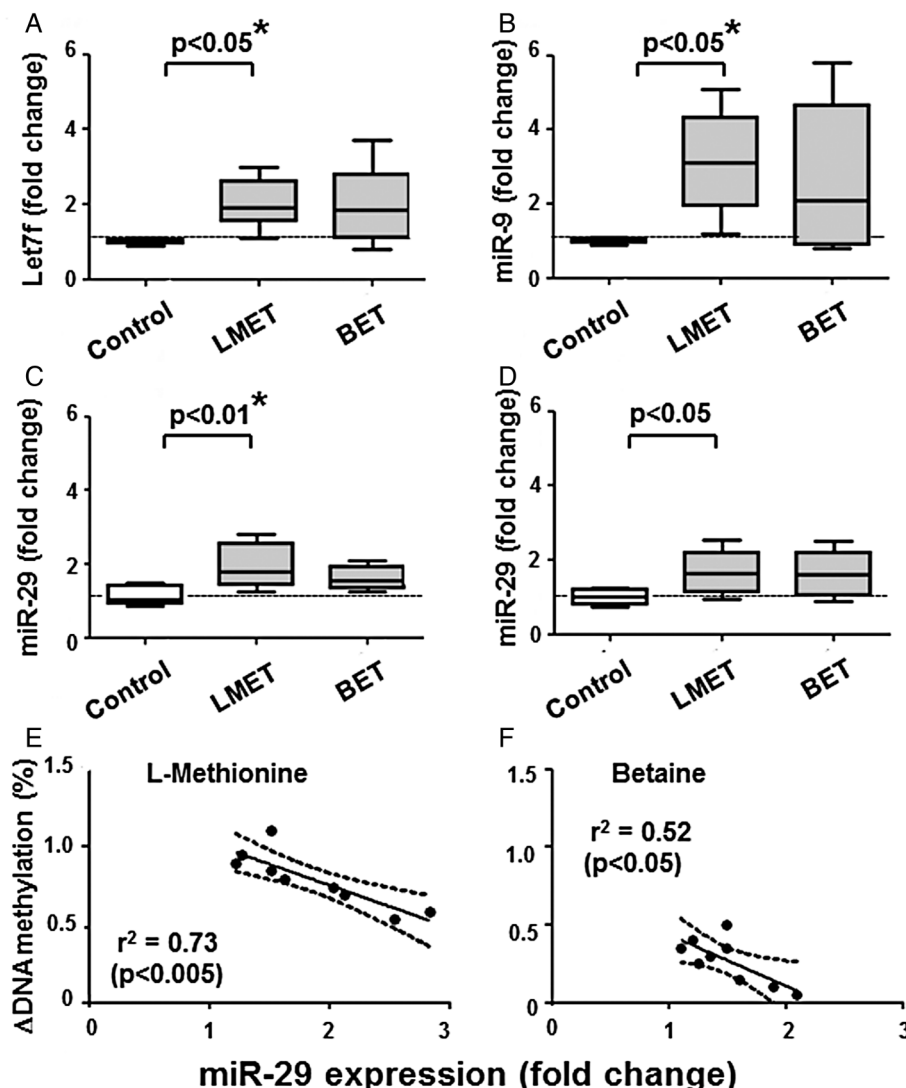 A
p<0.05*
Let7f (fold change)
6
4
2
0
Control
LMET
BET
B
p<0.05*
miR-9 (fold change)
6
4
2
0
Control
LMET
BET
C
p<0.01*
miR-29 (fold change)
6
4
2
0
Control
LMET
BET
D
p<0.05
miR-29 (fold change)
6
4
2
0
Control
LMET
BET
E
L-Methionine
ΔDNA methylation (%)
1.5
1.0
0.5
0
r² = 0.73
(p<0.005)
0
1
2
3
F
Betaine
1.5
1.0
0.5
0
r² = 0.52
(p<0.05)
0
1
2
3
miR-29 expression (fold change)